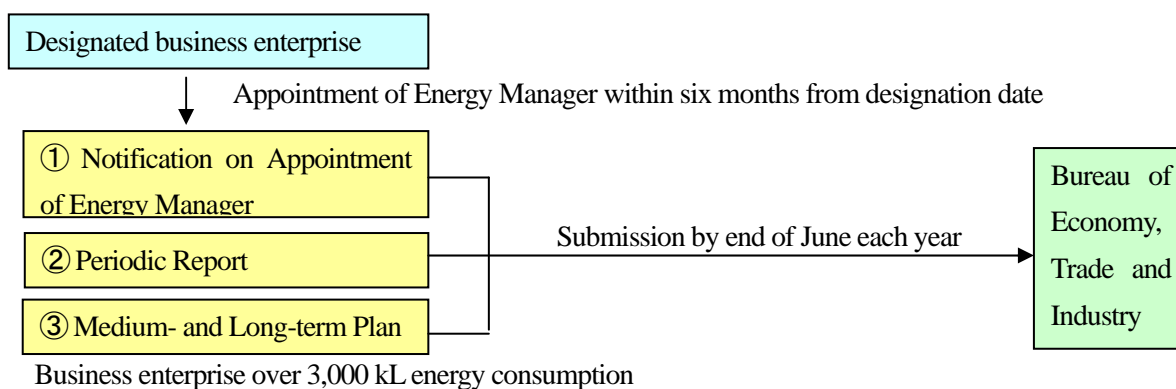 Designated business enterprise
Appointment of Energy Manager within six months from designation date
① Notification on Appointment
of Energy Manager
② Periodic Report
③ Medium- and Long-term Plan
Business enterprise over 3,000 kL energy consumption
Submission by end of June each year
Bureau of
Economy,
Trade and
Industry